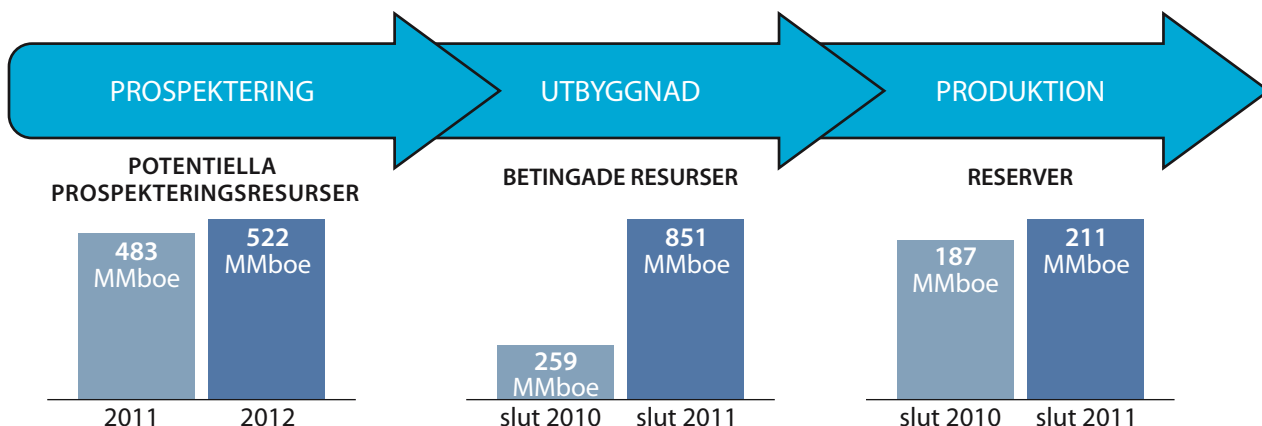 PROSPEKTERING
UTBYGGNAD
PRODUKTION
POTENTIELLA
PROSPEKTERINGSRESURSER
483
MMboe
522
MMboe
2011
2012
BETINGADE RESURSER
259
MMboe
851
MMboe
slut 2010
slut 2011
RESERVER
187
MMboe
211
MMboe
slut 2010
slut 2011